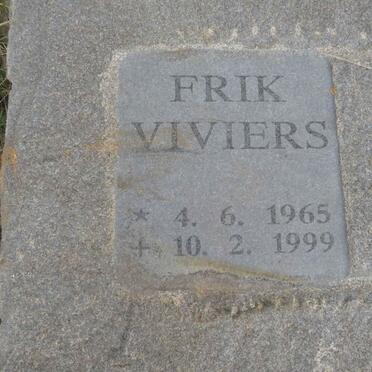 FRIK
VIVIERS
* 4. 6. 1965
+ 10. 2. 1999